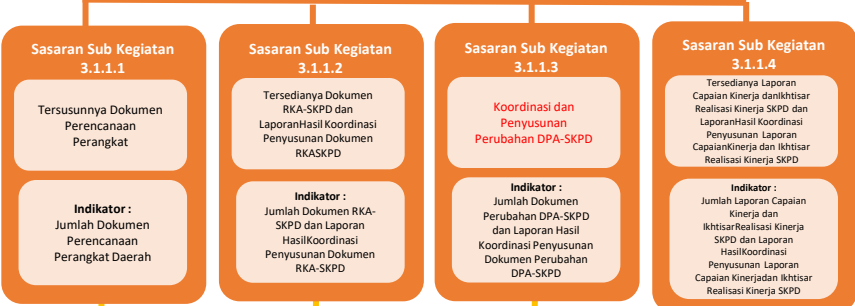 Sasaran Sub Kegiatan
3.1.1.1
Tersusunnya Dokumen
Perencanaan
Perangkat
Indikator :
Jumlah Dokumen
Perencanaan
Perangkat Daerah
Sasaran Sub Kegiatan
3.1.1.2
Tersedianya Dokumen
RKA-SKPD dan
LaporanHasil Koordinasi
Penyusunan Dokumen
RKASKPD
Indikator :
Jumlah Dokumen RKA-
SKPD dan Laporan
HasilKoordinasi
Penyusunan Dokumen
RKA-SKPD
Sasaran Sub Kegiatan
3.1.1.3
Koordinasi dan
Penyusunan
Perubahan DPA-SKPD
Indikator :
Jumlah Dokumen
Perubahan DPA-SKPD
dan Laporan Hasil
Koordinasi Penyusunan
Dokumen Perubahan
DPA-SKPD
Sasaran Sub Kegiatan
3.1.1.4
Tersedianya Laporan
Capaian Kinerja danIkhtisar
Realisasi Kinerja SKPD dan
LaporanHasil Koordinasi
Penyusunan Laporan
CapaianKinerja dan Ikhtisar
Realisasi Kinerja SKPD
Indikator :
Jumlah Laporan Capaian
Kinerja dan
IkhtisarRealisasi Kinerja
SKPD dan Laporan
HasilKoordinasi
Penyusunan Laporan
Capaian Kinerjadan Ikhtisar
Realisasi Kinerja SKPD